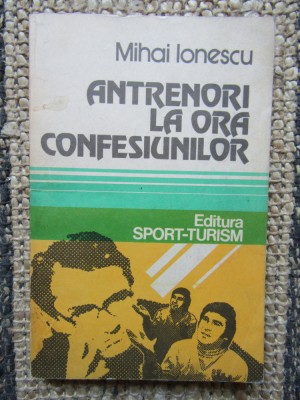 Mihai Ionescu
ANTRENORI
LA ORA
CONFESIUNILOR
Editura
SPORT-TURISM